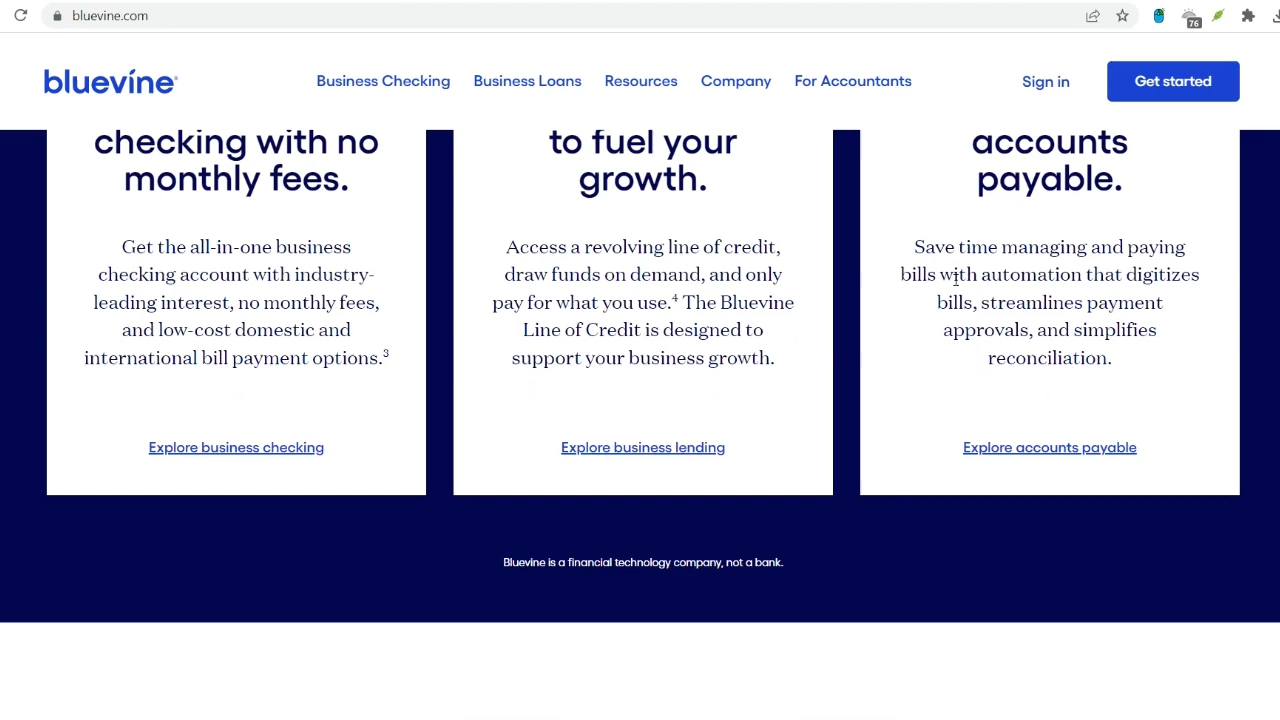 bluevine.com
76
bluevíne
Business Checking
Business Loans
Resources
Company
For Accountants
Sign in
Get started
checking with no
monthly fees.
Get the all-in-one business
checking account with industry-
leading interest, no monthly fees,
and low-cost domestic and
international bill payment options.³
Explore business checking
to fuel your
growth.
Access a revolving line of credit,
draw funds on demand, and only
pay for what you use.⁴ The Bluevine
Line of Credit is designed to
support your business growth.
Explore business lending
accounts
payable.
Save time managing and paying
bills with automation that digitizes
bills, streamlines payment
approvals, and simplifies
reconciliation.
Explore accounts payable
Bluevine is a financial technology company, not a bank.